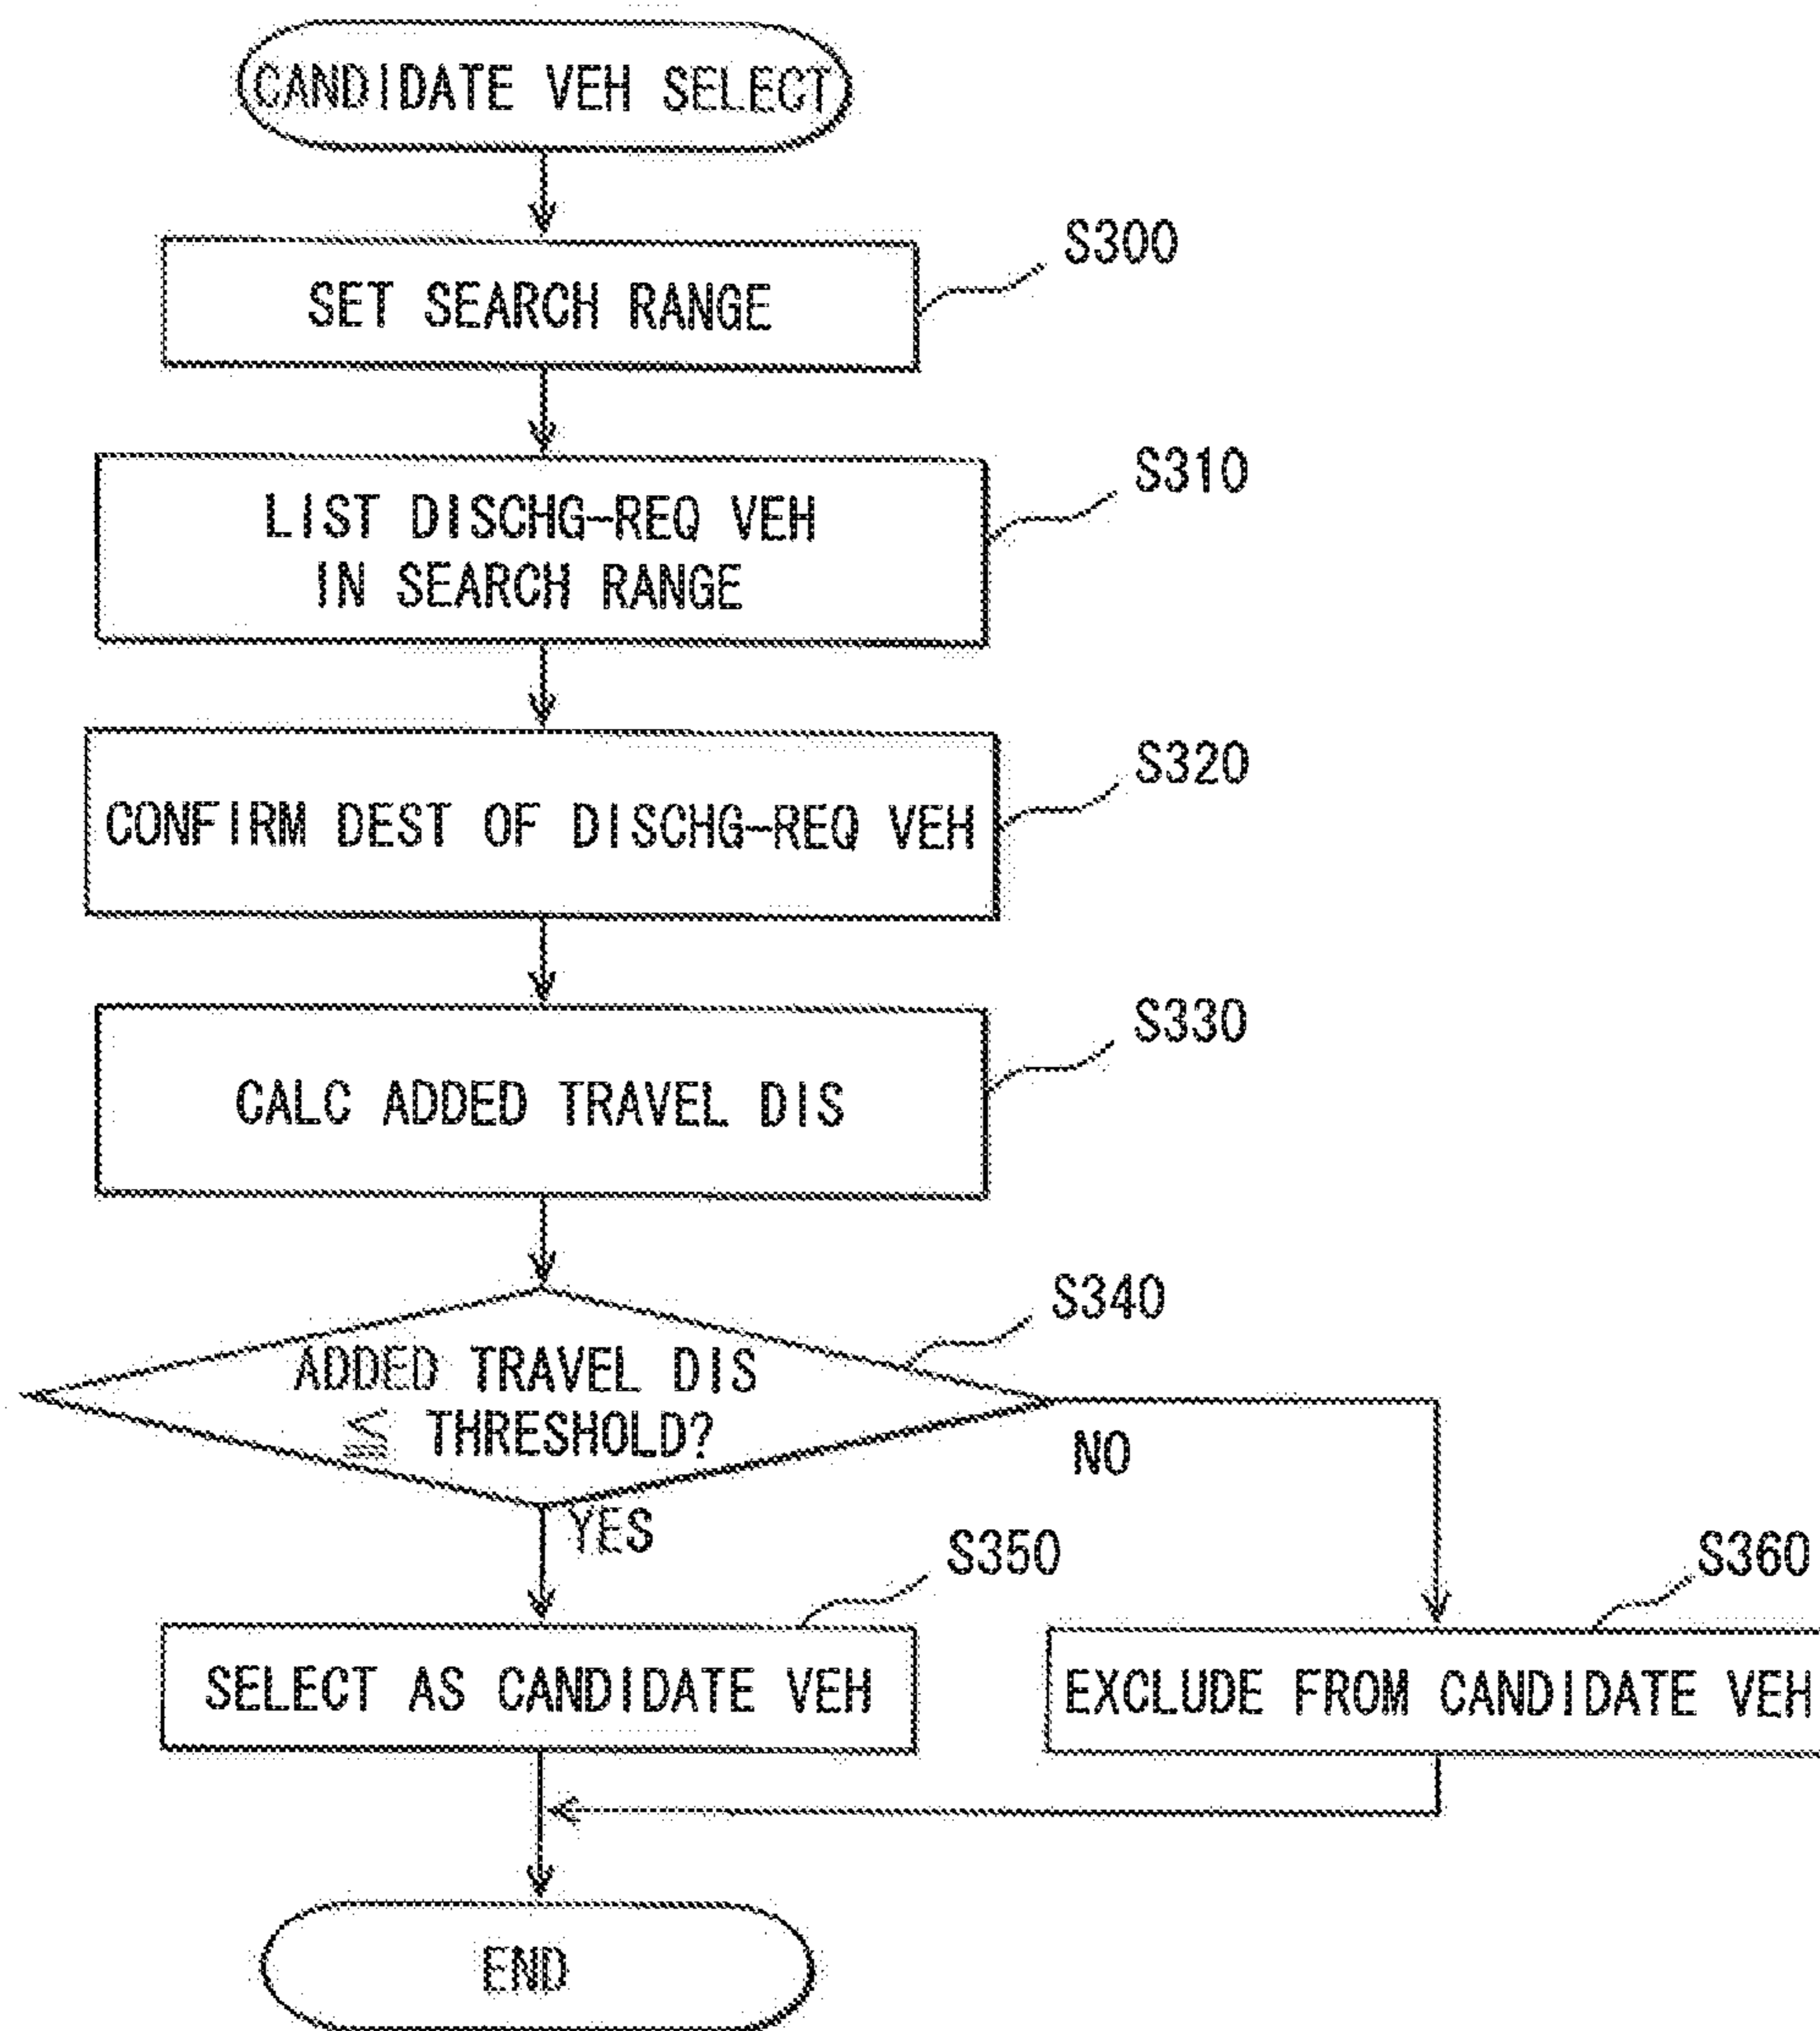 CANDIDATE VEH SELECT
S300
SET SEARCH RANGE
S310
LIST DISCHG-REQ VEH
IN SEARCH RANGE
S320
CONFIRM DEST OF DISCHG-REQ VEH
S330
CALC ADDED TRAVEL DIS
S340
ADDED TRAVEL DIS
≦ THRESHOLD?
NO
YES
S350
S360
SELECT AS CANDIDATE VEH
EXCLUDE FROM CANDIDATE VEH
END